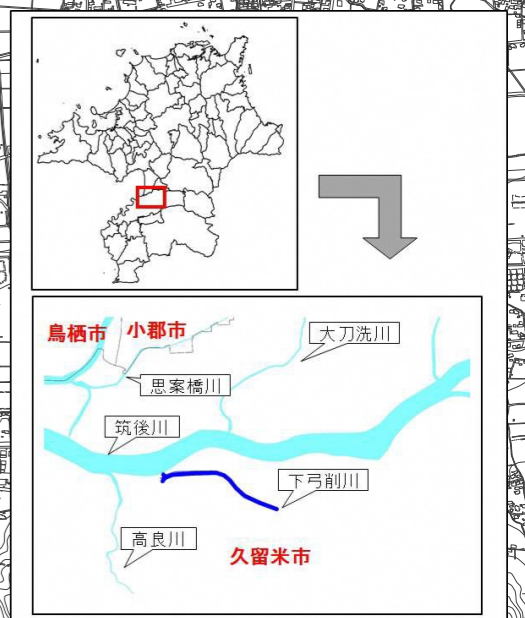 鳥栖市
小郡市
大刀洗川
思案橋川
筑後川
下弓削川
高良川
久留米市